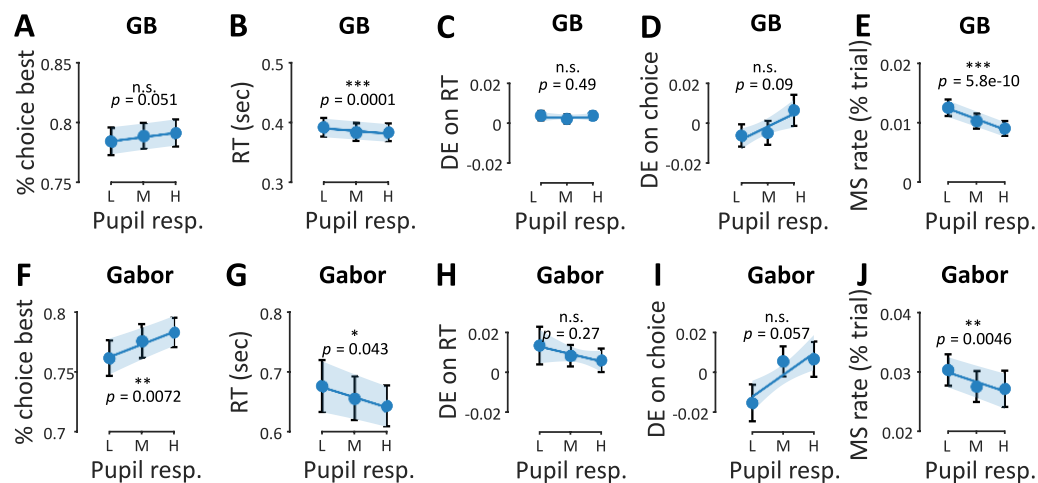 A GB
% choice best
0.85
0.8
0.75
n.s.
p = 0.051
L M H
Pupil resp.
B GB
RT (sec)
0.5
0.4
0.3
***
p = 0.0001
L M H
Pupil resp.
C GB
DE on RT
0.02
0
-0.02
n.s.
p = 0.49
L M H
Pupil resp.
D GB
DE on choice
0.02
0
-0.02
n.s.
p = 0.09
L M H
Pupil resp.
E GB
MS rate (% trial)
0.02
0.01
0
***
p = 5.8e-10
L M H
Pupil resp.
F Gabor
% choice best
0.8
0.75
0.7
**
p = 0.0072
L M H
Pupil resp.
G Gabor
RT (sec)
0.8
0.7
0.6
*
p = 0.043
L M H
Pupil resp.
H Gabor
DE on RT
0.02
0
-0.02
n.s.
p = 0.27
L M H
Pupil resp.
I Gabor
DE on choice
0.02
0
-0.02
n.s.
p = 0.057
L M H
Pupil resp.
J Gabor
MS rate (% trial)
0.04
0.03
0.02
**
p = 0.0046
L M H
Pupil resp.